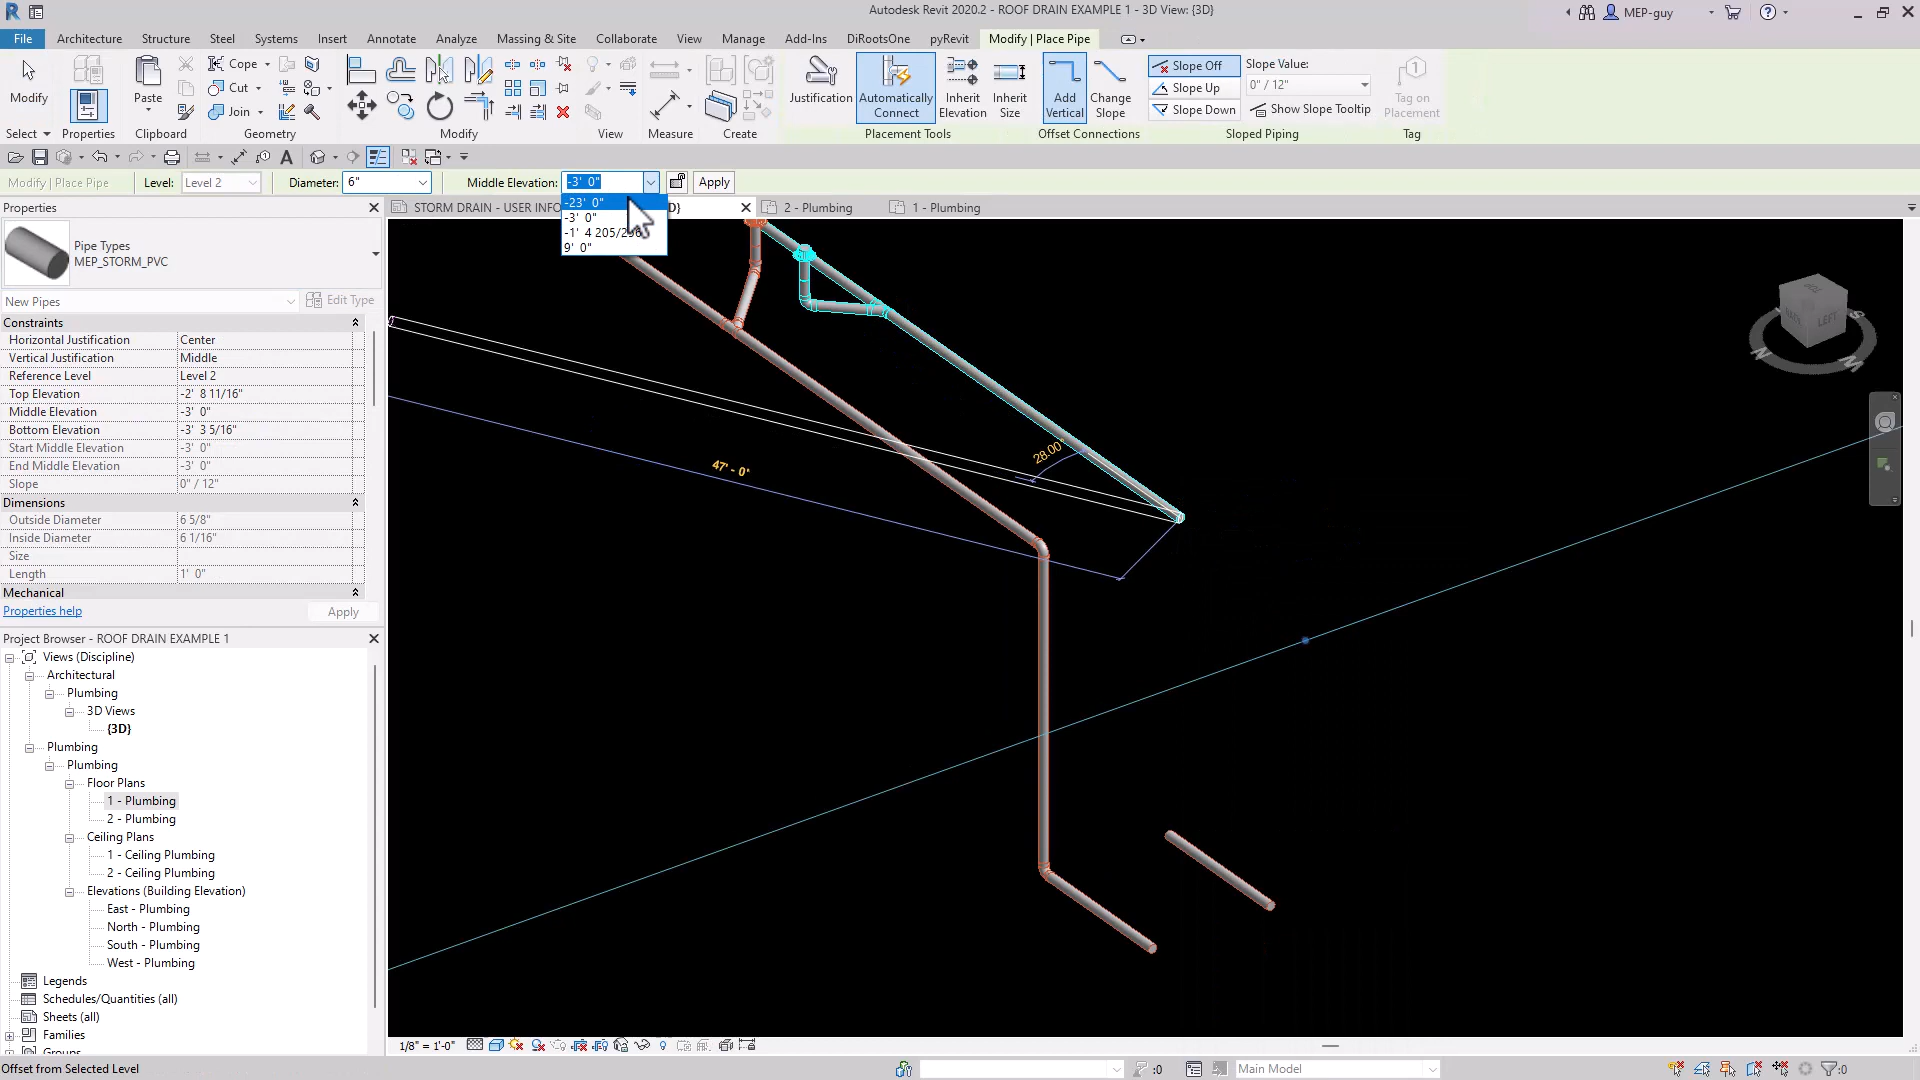 Autodesk Revit 2020.2 - ROOF DRAIN EXAMPLE 1 - 3D View: {3D}
MEP-guy
File
Architecture
Structure
Steel
Systems
Insert
Annotate
Analyze
Massing & Site
Collaborate
View
Manage
Add-Ins
DiRootsOne
pyRevit
Modify | Place Pipe
Modify
Paste
Cope
Cut
Join
Justification
Automatically
Connect
Inherit
Elevation
Inherit
Size
Add
Vertical
Change
Slope
Slope Off
Slope Up
Slope Down
Slope Value:
0" / 12"
Show Slope Tooltip
Tag on
Placement
Select
Properties
Clipboard
Geometry
Modify
View
Measure
Create
Placement Tools
Offset Connections
Sloped Piping
Tag
Modify | Place Pipe
Level: Level 2
Diameter: 6"
Middle Elevation: -3' 0"
Apply
-23' 0"
-3' 0"
-1' 4 205/256
9' 0"
Properties
STORM DRAIN - USER INFO
D}
2 - Plumbing
1 - Plumbing
Pipe Types
MEP_STORM_PVC
New Pipes
Edit Type
Constraints
Horizontal Justification Center
Vertical Justification Middle
Reference Level Level 2
Top Elevation -2' 8 11/16"
Middle Elevation -3' 0"
Bottom Elevation -3' 3 5/16"
Start Middle Elevation -3' 0"
End Middle Elevation -3' 0"
Slope 0" / 12"
Dimensions
Outside Diameter 6 5/8"
Inside Diameter 6 1/16"
Size
Length 1' 0"
Mechanical
Properties help
Apply
Project Browser - ROOF DRAIN EXAMPLE 1
Views (Discipline)
Architectural
Plumbing
3D Views
{3D}
Plumbing
Plumbing
Floor Plans
1 - Plumbing
2 - Plumbing
Ceiling Plans
1 - Ceiling Plumbing
2 - Ceiling Plumbing
Elevations (Building Elevation)
East - Plumbing
North - Plumbing
South - Plumbing
West - Plumbing
Legends
Schedules/Quantities (all)
Sheets (all)
Families
Groups
47' - 0"
28.00°
BACK
LEFT
N
S
1/8" = 1'-0"
Offset from Selected Level
:0
Main Model
:0